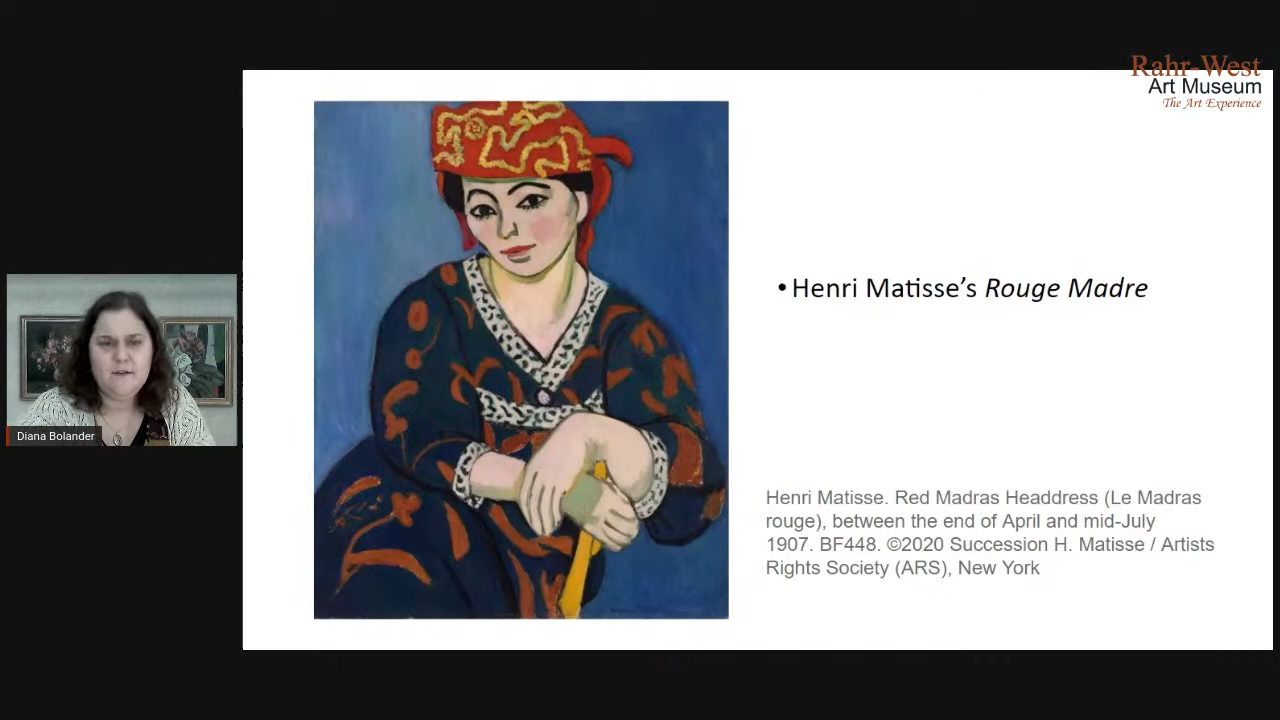 Rahr-West
Art Museum
The Art Experience
• Henri Matisse’s Rouge Madre
Henri Matisse. Red Madras Headdress (Le Madras
rouge), between the end of April and mid-July
1907. BF448. ©2020 Succession H. Matisse / Artists
Rights Society (ARS), New York
Diana Bolander